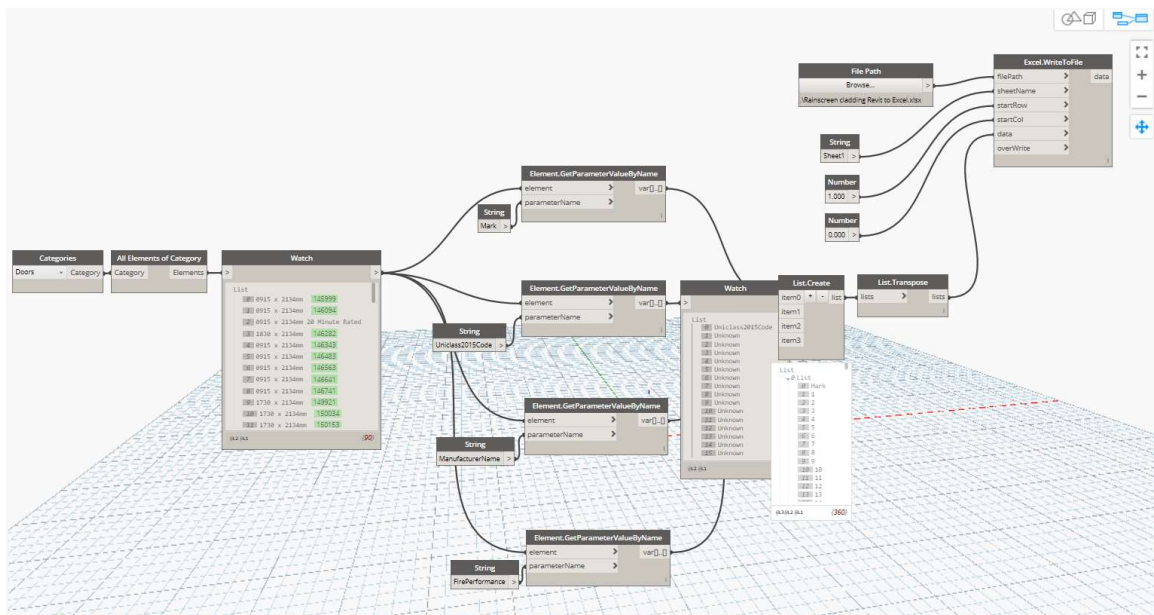 Excel.WriteToFile
filePath > data
sheetName >
startRow >
startCol >
data >
overWrite >
File Path
Browse... >
.\Rainscreen cladding Revit to Excel.xlsx
String
Sheet1 >
Number
1.000 >
Number
0.000 >
Element.GetParameterValueByName
element > var[]..[]
parameterName >
String
Mark >
Categories
Doors Category
All Elements of Category
Category Elements
Watch
> >
List
0 0915 x 2134mm 145999
1 0915 x 2134mm 146094
2 0915 x 2134mm 20 Minute Rated
3 1830 x 2134mm 146282
4 0915 x 2134mm 146343
5 0915 x 2134mm 146483
6 0915 x 2134mm 146563
7 0915 x 2134mm 146641
8 0915 x 2134mm 146741
9 1730 x 2134mm 149921
10 1730 x 2134mm 150034
11 1730 x 2134mm 150153
@L2 @L1 {90}
Element.GetParameterValueByName
element > var[]..[]
parameterName >
String
Uniclass2015Code >
Element.GetParameterValueByName
element >
parameterName >
String
ManufacturerName >
Element.GetParameterValueByName
element > var[]..[]
parameterName >
String
FirePerformance >
Watch
>
List
0 Uniclass2015Code
1 Unknown
2 Unknown
3 Unknown
4 Unknown
5 Unknown
6 Unknown
7 Unknown
8 Unknown
9 Unknown
10 Unknown
11 Unknown
12 Unknown
13 Unknown
14 Unknown
15 Unknown
@L2 @L1
List.Create
item0 + - list
item1
item2
item3
List
0 List
0 Mark
1 1
2 2
3 3
4 4
5 5
6 6
7 7
8 8
9 9
10 10
11 11
12 12
13 13
@L3 @L2 @L1 {360}
List.Transpose
lists > lists